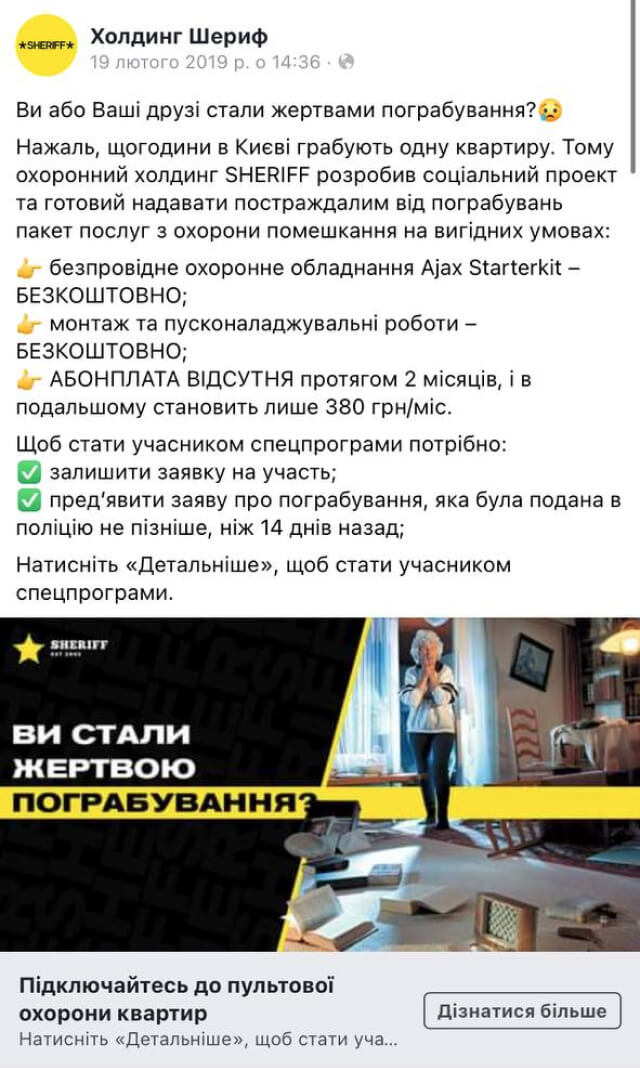 ★SHERIFF★
Холдинг Шериф
19 лютого 2019 р. о 14:36 ·
Ви або Ваші друзі стали жертвами пограбування?😢
Нажаль, щогодини в Києві грабують одну квартиру. Тому
охоронний холдинг SHERIFF розробив соціальний проект
та готовий надавати постраждалим від пограбувань
пакет послуг з охорони помешкання на вигідних умовах:
👉 безпровідне охоронне обладнання Ajax Starterkit –
БЕЗКОШТОВНО;
👉 монтаж та пусконаладжувальні роботи –
БЕЗКОШТОВНО;
👉 АБОНПЛАТА ВІДСУТНЯ протягом 2 місяців, і в
подальшому становить лише 380 грн/міс.
Щоб стати учасником спецпрограми потрібно:
✅ залишити заявку на участь;
✅ пред’явити заяву про пограбування, яка була подана в
поліцію не пізніше, ніж 14 днів назад;
Натисніть «Детальніше», щоб стати учасником
спецпрограми.
SHERIFF
ВИ СТАЛИ
ЖЕРТВОЮ
ПОГРАБУВАННЯ?
Підключайтесь до пультової
охорони квартир
Натисніть «Детальніше», щоб стати уча...
Дізнатися більше